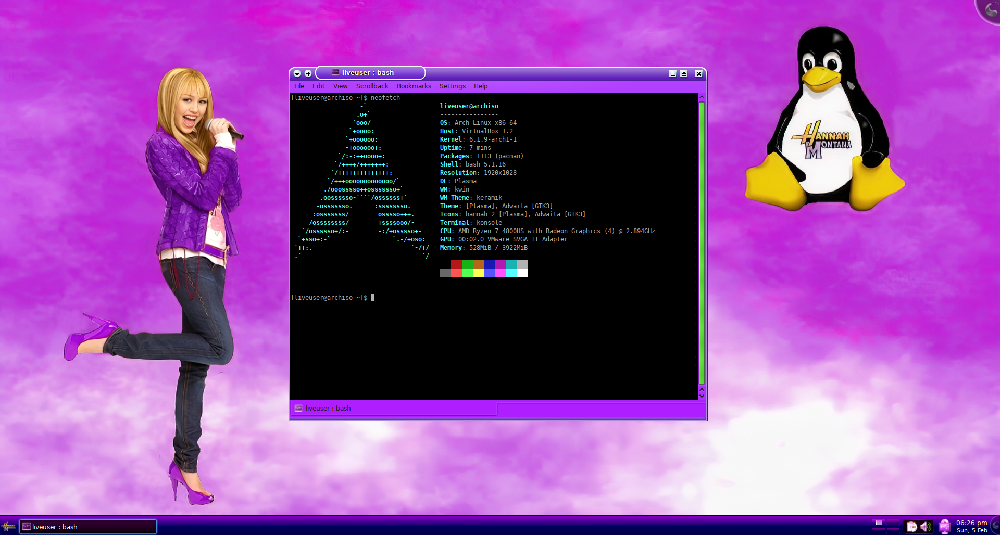 liveuser : bash
File Edit View Scrollback Bookmarks Settings Help
[liveuser@archiso ~]$ neofetch
-`                    liveuser@archiso
.o+`                   ----------------
`ooo/                   OS: Arch Linux x86_64
`+oooo:                  Host: VirtualBox 1.2
`+oooooo:                 Kernel: 6.1.9-arch1-1
-+oooooo+:                Uptime: 7 mins
`/:-:++oooo+:               Packages: 1113 (pacman)
`/++++/+++++++:              Shell: bash 5.1.16
`/++++++++++++++:             Resolution: 1920x1028
`/+++ooooooooooooo/`           DE: Plasma
./ooosssso++osssssso+`          WM: kwin
.oossssso-````/ossssss+`         WM Theme: keramik
-osssssso.      :ssssssso.        Theme: [Plasma], Adwaita [GTK3]
:osssssss/        osssso+++.       Icons: hannah_2 [Plasma], Adwaita [GTK3]
/ossssssss/        +ssssooo/-       Terminal: konsole
`/ossssso+/:-        -:/+osssso+-     CPU: AMD Ryzen 7 4800HS with Radeon Graphics (4) @ 2.894GHz
`+sso+:-`                 `.-/+oso:    GPU: 00:02.0 VMware SVGA II Adapter
`++:.                           `-/+/   Memory: 528MiB / 3922MiB
.`                                 `/
[liveuser@archiso ~]$
liveuser : bash
HANNAH
MONTANA
liveuser : bash
06:26 pm
Sun, 5 Feb